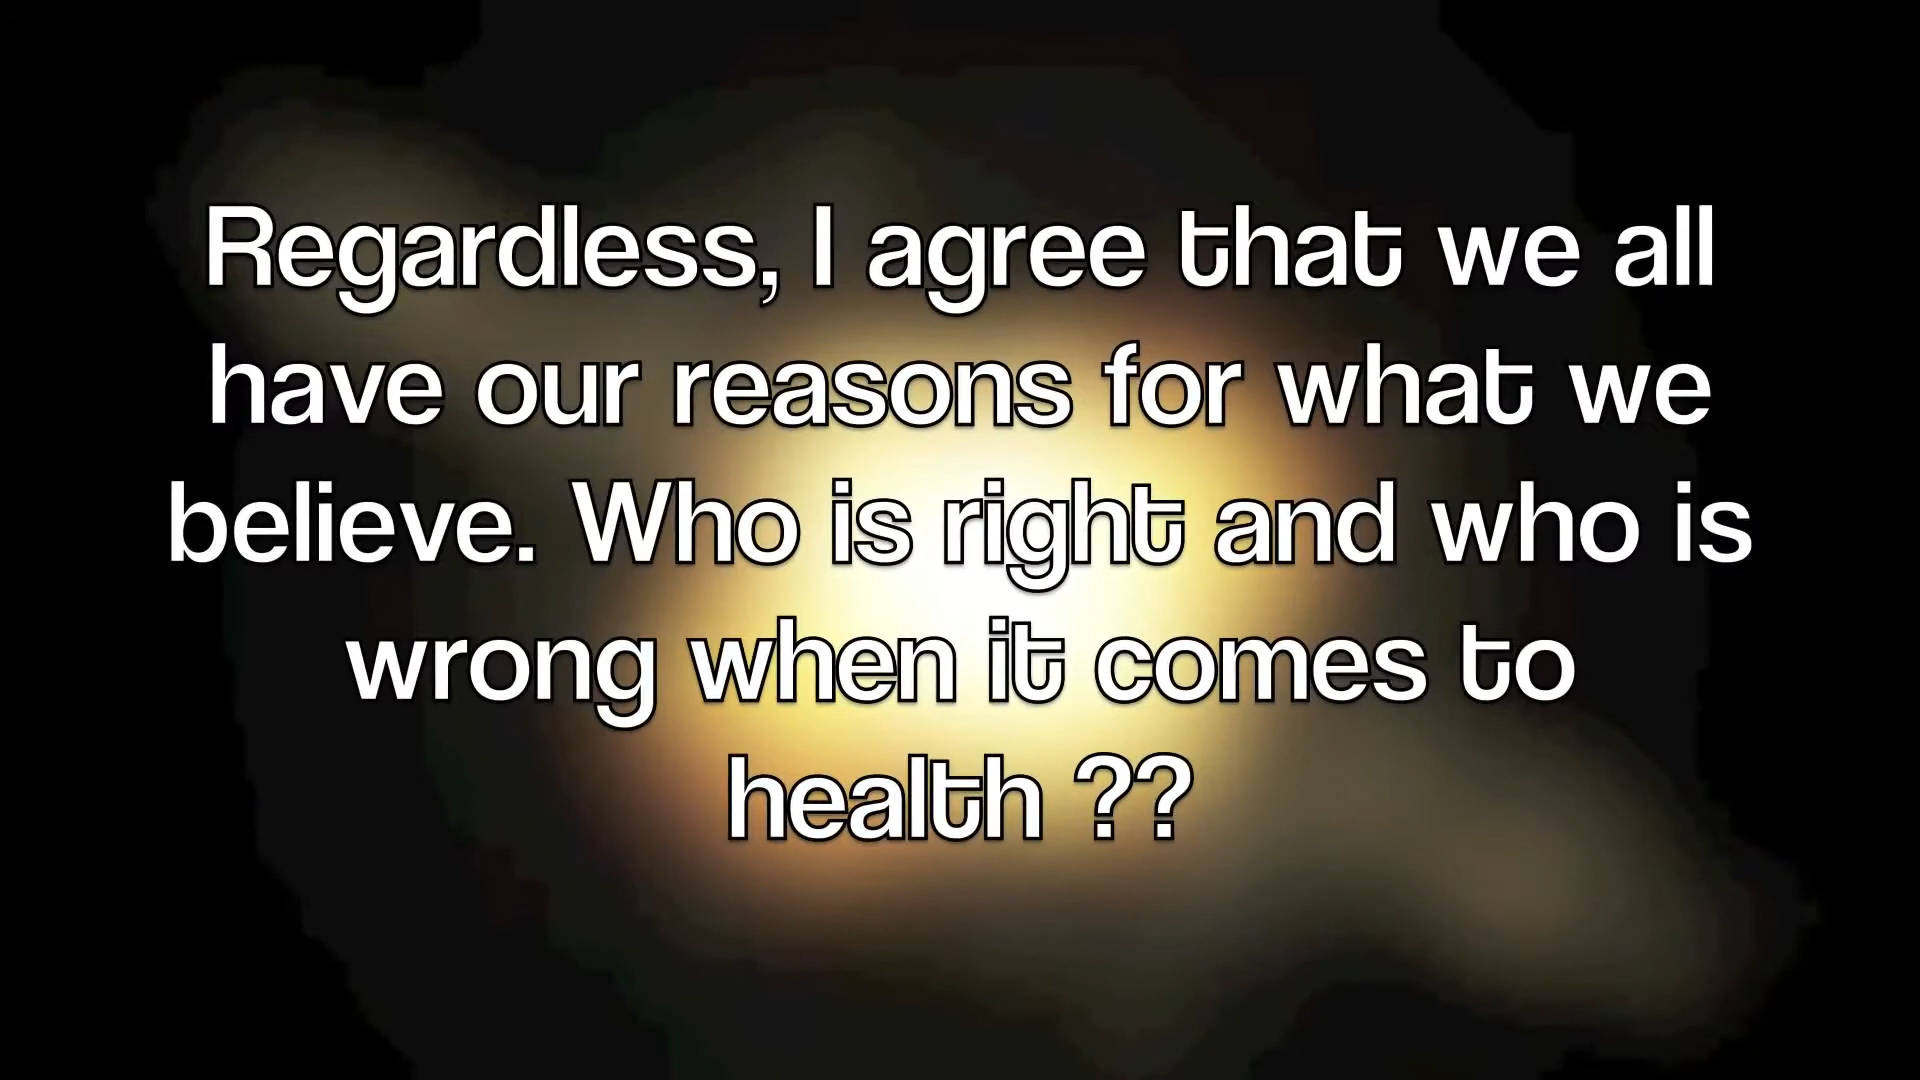 Regardless, I agree that we all
have our reasons for what we
believe. Who is right and who is
wrong when it comes to
health ??